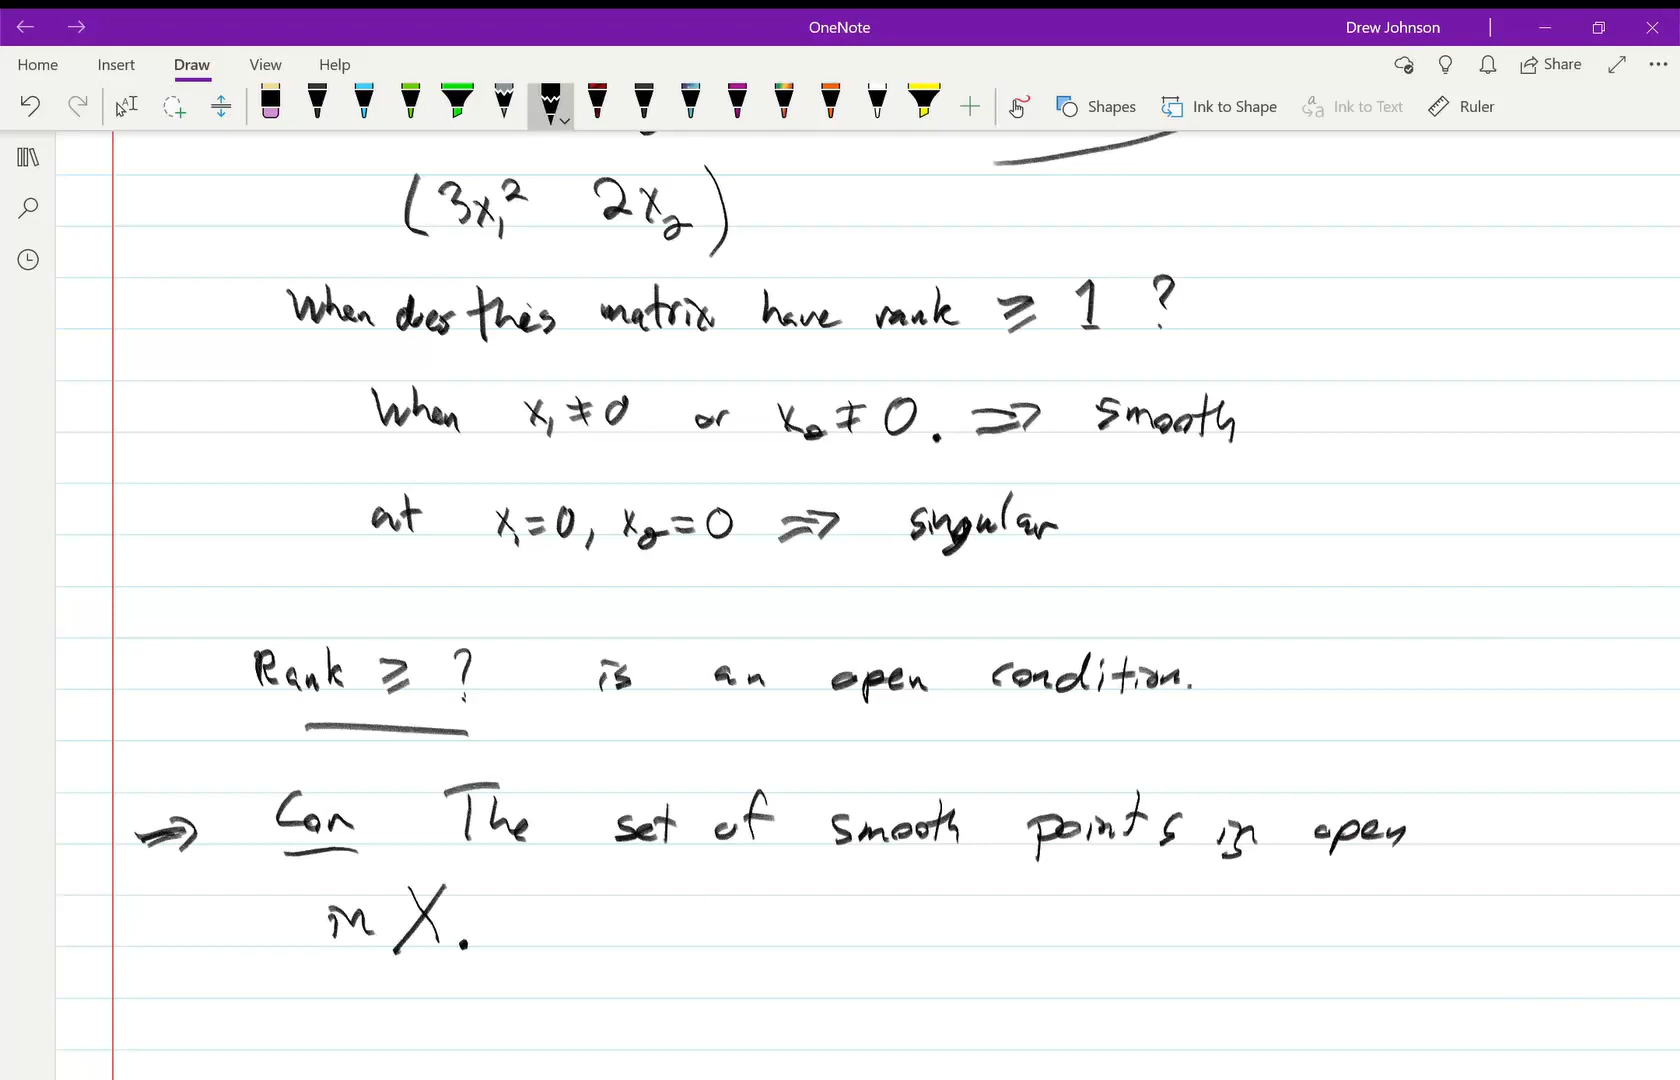 OneNote
Drew Johnson
Home Insert Draw View Help
Share
Shapes Ink to Shape Ink to Text Ruler
(3x₁² 2x₂)
When does this matrix have rank ≥ 1 ?
When x₁ ≠ 0 or x₂ ≠ 0. ⇒ smooth
at x₁ = 0, x₂ = 0 ⇒ singular
Rank ≥ ? is an open condition.
⇒ Cor The set of smooth points is open
in X.